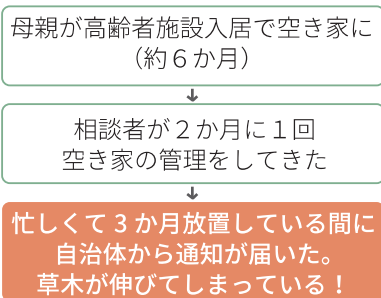 母親が高齢者施設入居で空き家に
（約６か月）
↓
相談者が２か月に１回
空き家の管理をしてきた
↓
忙しくて 3 か月放置している間に
自治体から通知が届いた。
草木が伸びてしまっている！